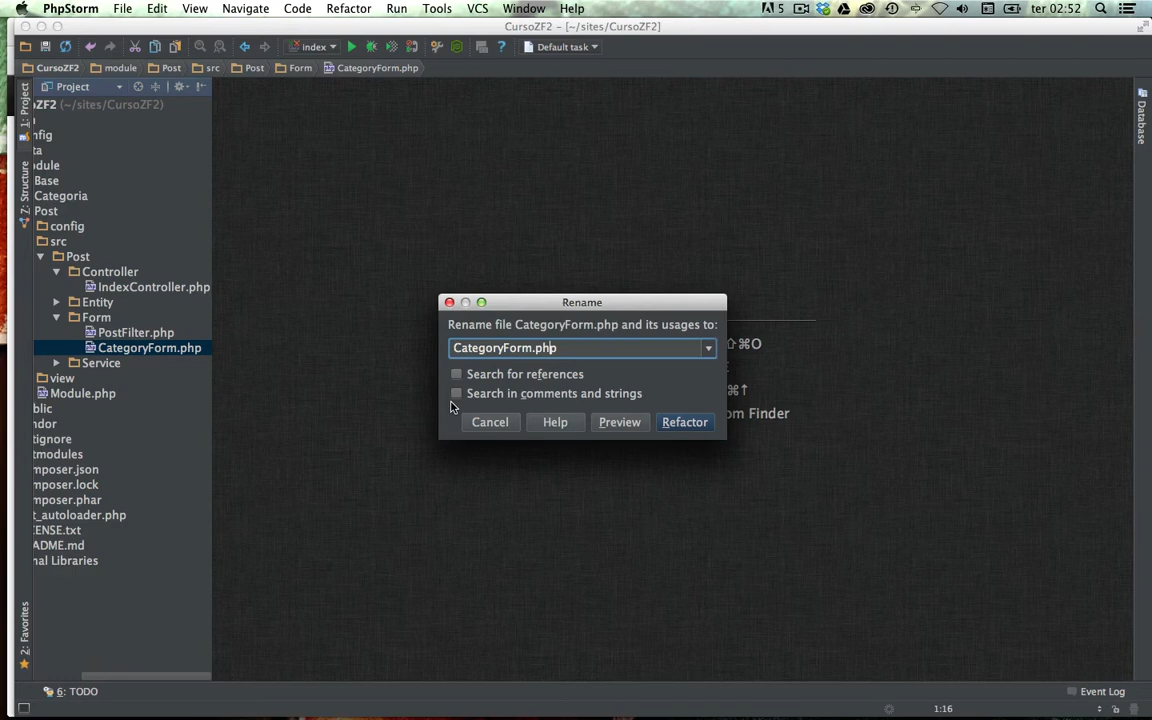 PhpStorm File Edit View Navigate Code Refactor Run Tools VCS Window Help 5 ter 02:52
CursoZF2 - [~/sites/CursoZF2]
index Default task
CursoZF2 module Post src Post Form CategoryForm.php
1: Project
Z: Structure
2: Favorites
Project
oZF2 (~/sites/CursoZF2)
nfig
ta
odule
Base
Categoria
Post
config
src
Post
Controller
IndexController.php
Entity
Form
PostFilter.php
CategoryForm.php
Service
view
Module.php
blic
ndor
tignore
tmodules
mposer.json
mposer.lock
mposer.phar
t_autoloader.php
ENSE.txt
ADME.md
nal Libraries
Rename
Rename file CategoryForm.php and its usages to:
CategoryForm.php
Search for references
Search in comments and strings
Cancel Help Preview Refactor
⇧⌘O
⌘↑
om Finder
Database
6: TODO
Event Log
1:16